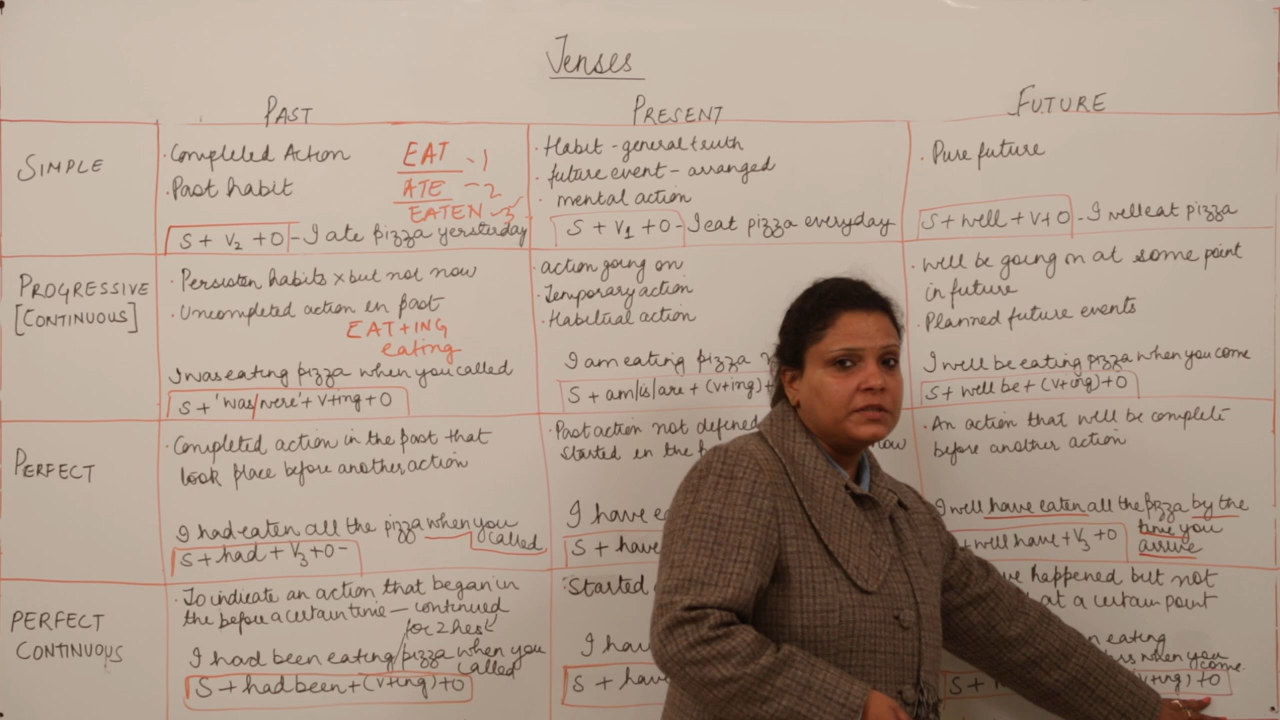 Tenses
PAST
PRESENT
FUTURE
SIMPLE
· Completed Action
· Past habit
EAT - 1
ATE - 2
EATEN - 3
S + V2 + O - I ate pizza yersterday
· Habit - general truth
· future event - arranged
· mental action
S + V1 + O - I eat pizza everyday
· Pure future
S + will + V + O - I will eat pizza
PROGRESSIVE
[CONTINUOUS]
· Persisten habits x but not now
· Uncompleted action in past
EAT + ING
eating
I was eating pizza when you called
S + 'was/were' + V+ing + O
· action going on
· Temporary action
· Habitual action
I am eating pizza
S + am/is/are + (V+ing) +
· will be going on at some point
in future
· Planned future events
I will be eating pizza when you come
S + will be + (V+ing) + O
PERFECT
· Completed action in the past that
took place before another action
I had eaten all the pizza when you
called
S + had + V3 + O -
· Past action not defined
started in the now
I have
S + have
· An action that will be complete
before another action
I will have eaten all the pizza by the
time you
arrive
+ will have + V3 + O
PERFECT
CONTINUOUS
· To indicate an action that began in
the before a certain time - continued
for 2 hrs
I had been eating / pizza when you
called
S + had been + (V+ing) + O
· Started
I have
S + have
happened but not
at a certain point
eating
when you
come.
S + V+ing) + O